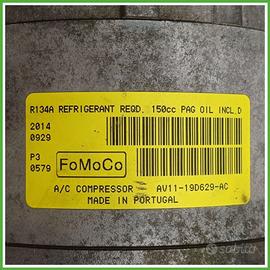 R134A REFRIGERANT REQD. 150cc PAG OIL INCL.D
2014
0929
P3
0579
FoMoCo
A/C COMPRESSOR AV11-19D629-AC
MADE IN PORTUGAL
subito